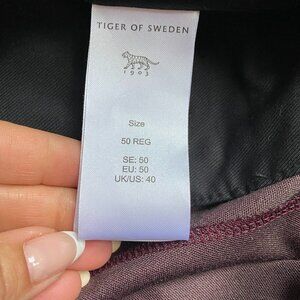 TIGER OF SWEDEN
1903
Size
50 REG
SE: 50
EU: 50
UK/US: 40